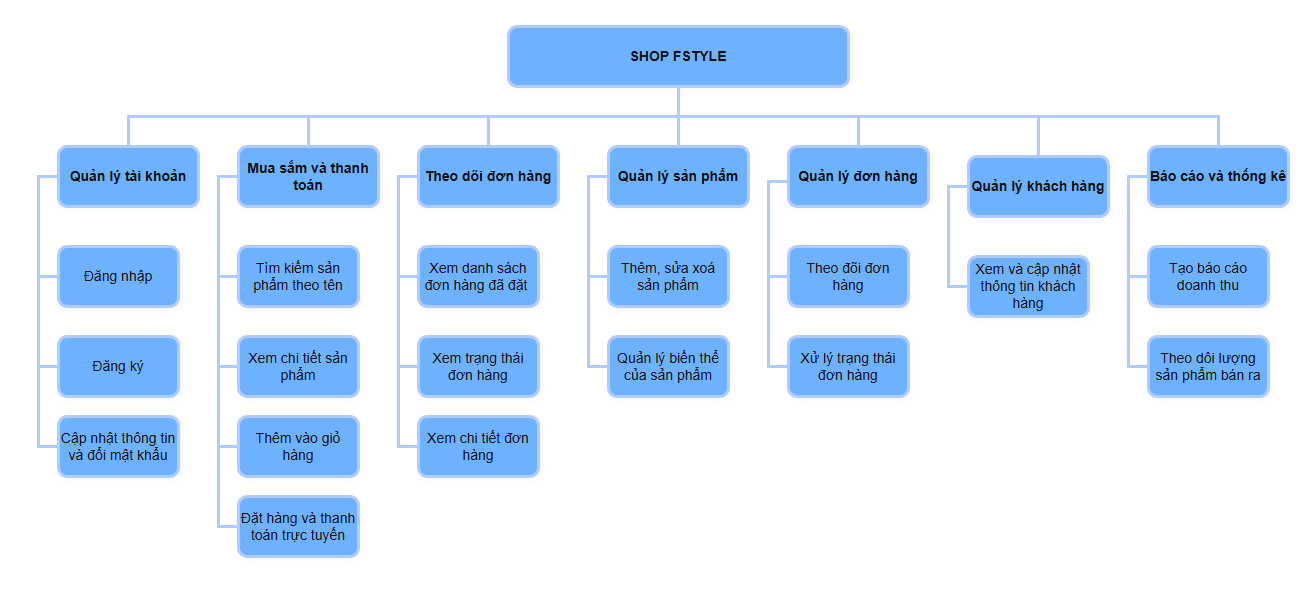 SHOP FSTYLE
Quản lý tài khoản
Đăng nhập
Đăng ký
Cập nhật thông tin
và đổi mật khẩu
Mua sắm và thanh
toán
Tìm kiếm sản
phẩm theo tên
Xem chi tiết sản
phẩm
Thêm vào giỏ
hàng
Đặt hàng và thanh
toán trực tuyến
Theo dõi đơn hàng
Xem danh sách
đơn hàng đã đặt
Xem trạng thái
đơn hàng
Xem chi tiết đơn
hàng
Quản lý sản phẩm
Thêm, sửa xoá
sản phẩm
Quản lý biến thể
của sản phẩm
Quản lý đơn hàng
Theo dõi đơn
hàng
Xử lý trạng thái
đơn hàng
Quản lý khách hàng
Xem và cập nhật
thông tin khách
hàng
Báo cáo và thống kê
Tạo báo cáo
doanh thu
Theo dôi lượng
sản phẩm bán ra